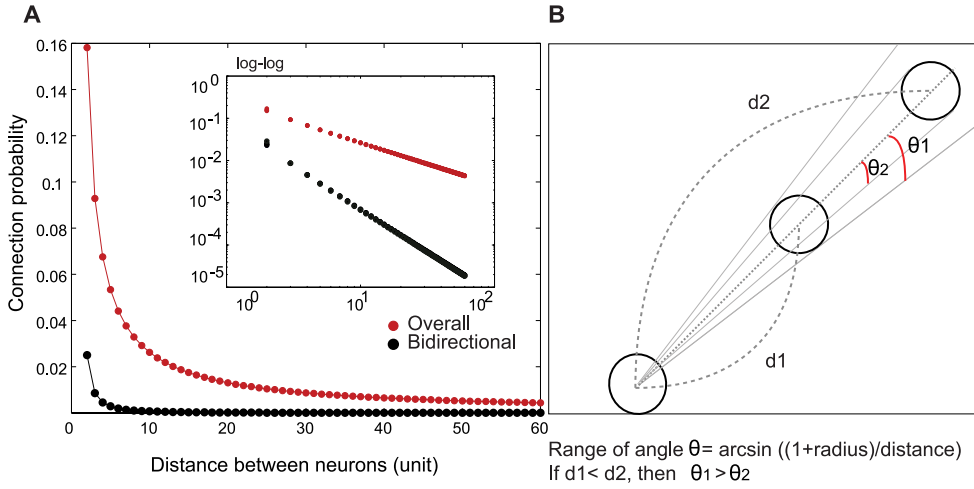 A
Connection probability
0.16
0.14
0.12
0.10
0.08
0.06
0.04
0.02
0 10 20 30 40 50 60
Distance between neurons (unit)
log-log
10^0
10^-1
10^-2
10^-3
10^-4
10^-5
10^0 10^1 10^2
Overall
Bidirectional
B
d2
θ1
θ2
d1
Range of angle θ= arcsin ((1+radius)/distance)
If d1< d2, then θ1>θ2